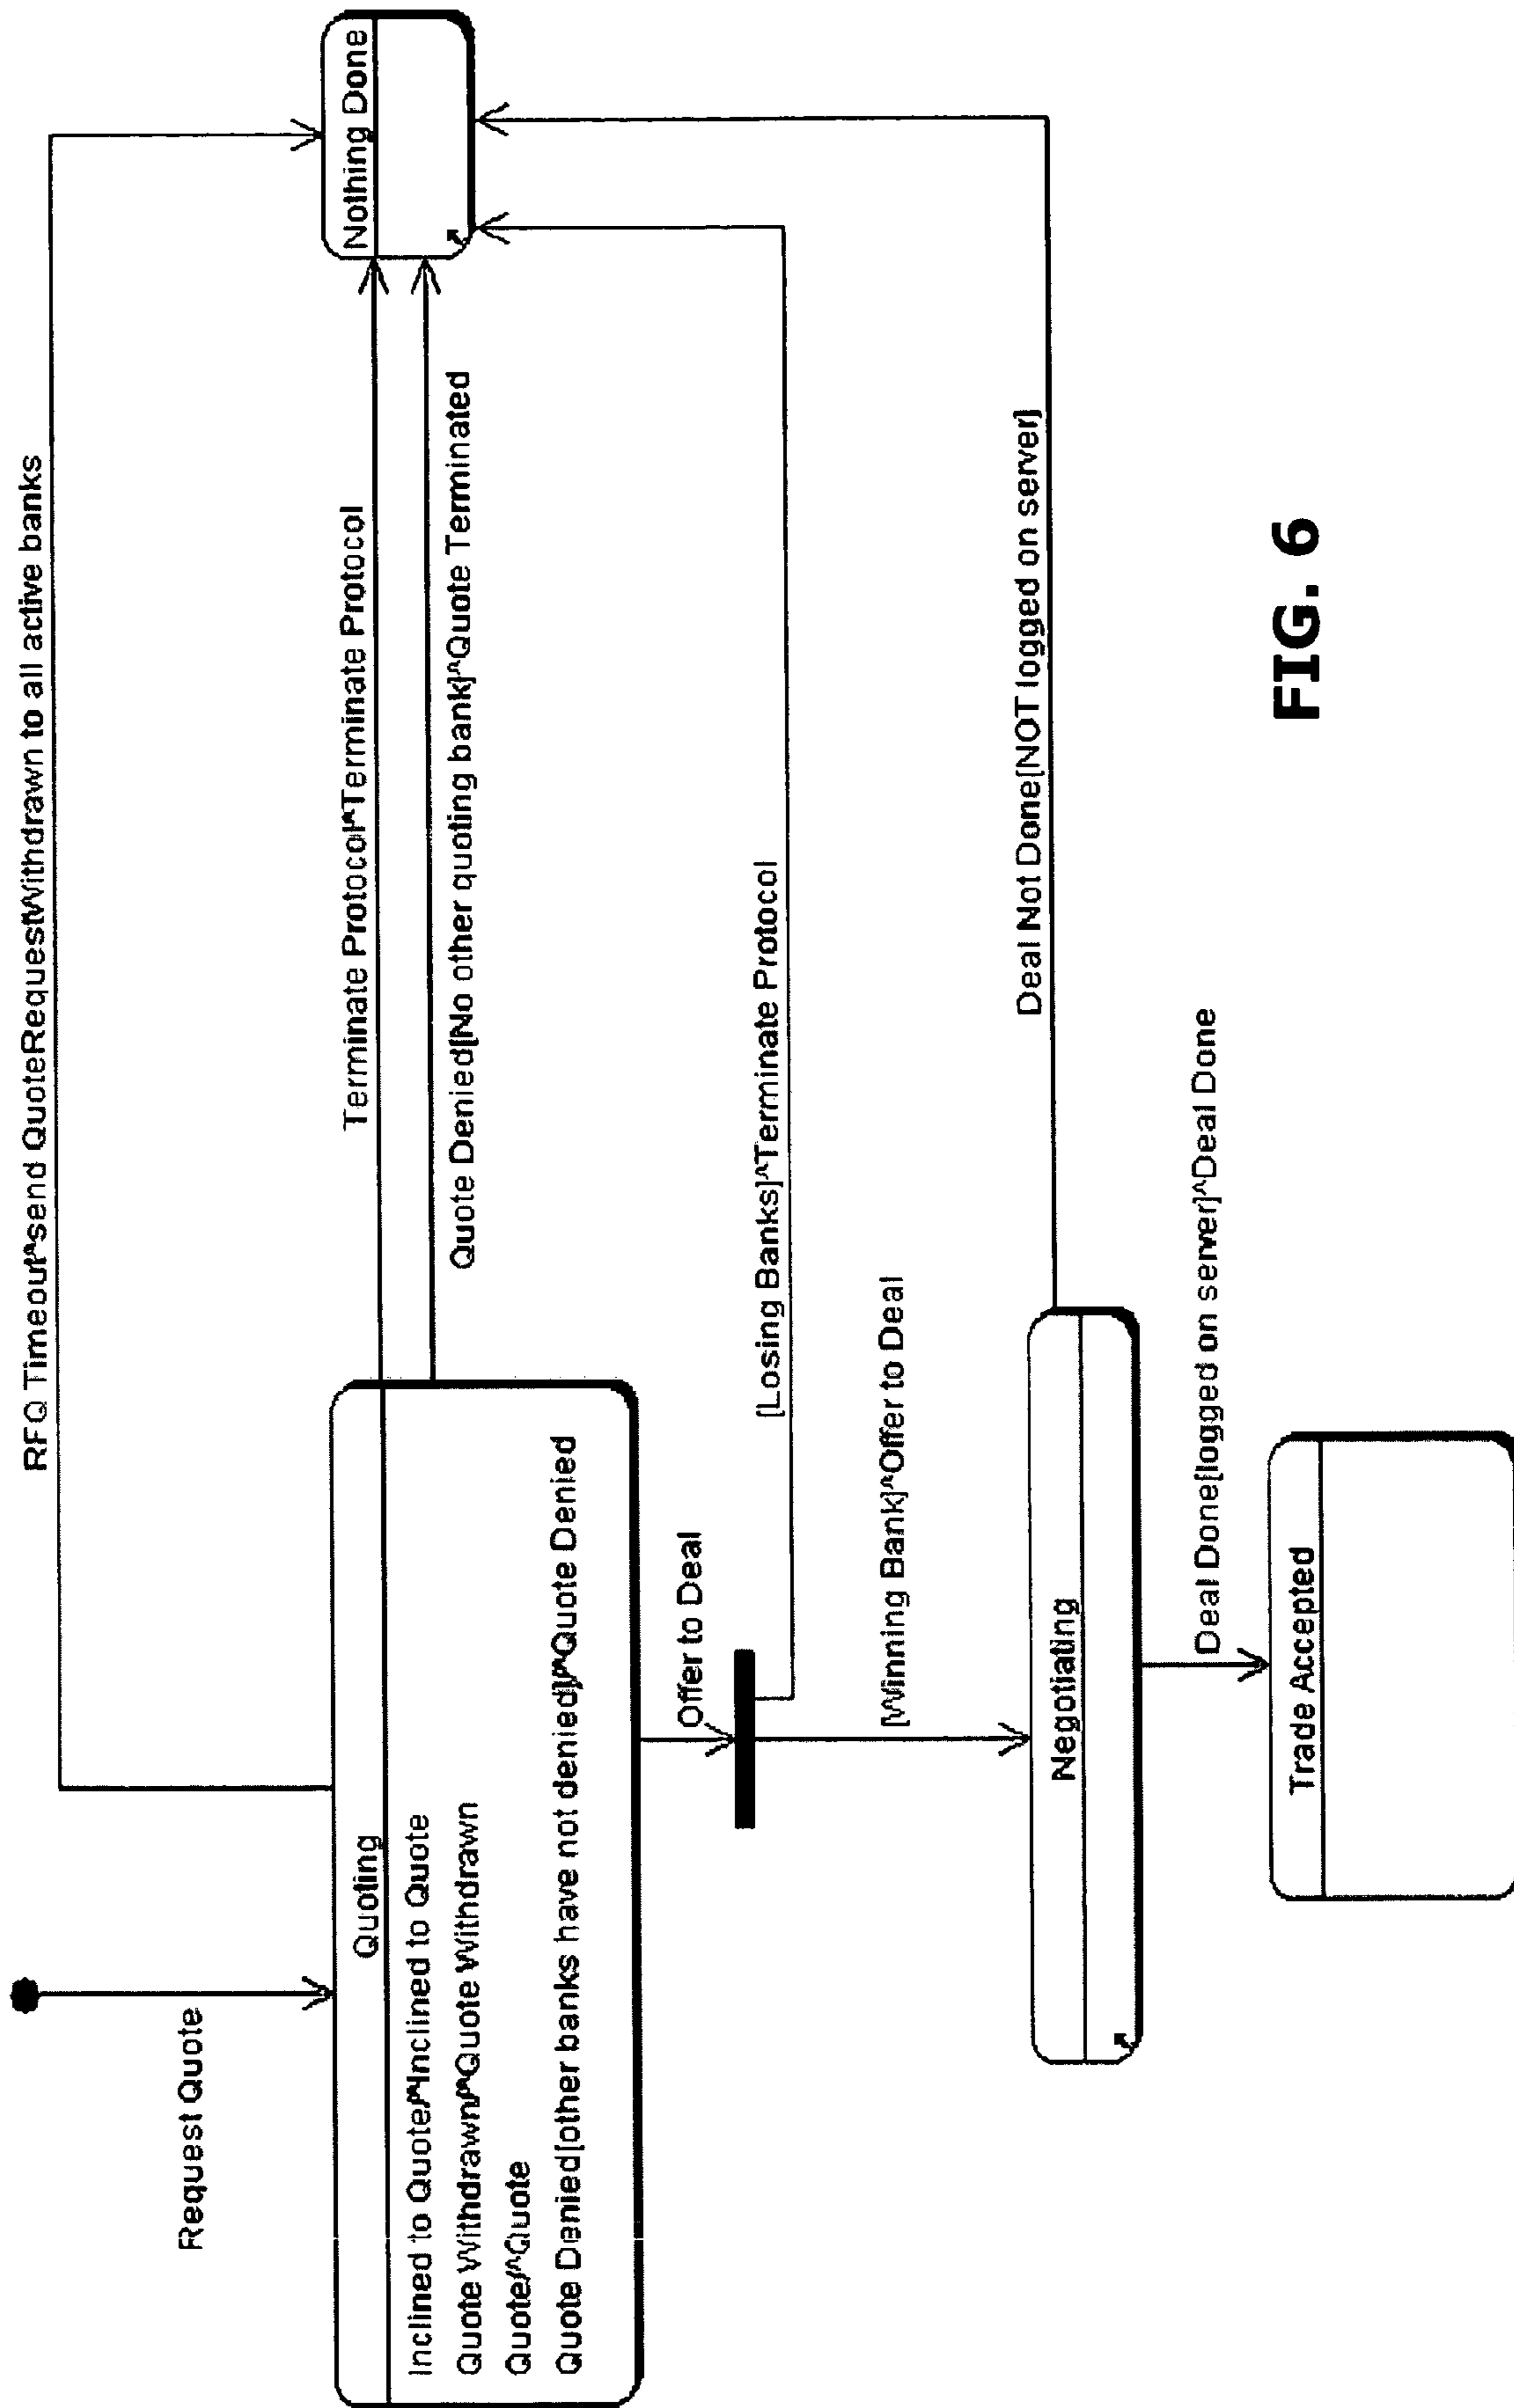 RFQ Timeout^send QuoteRequestWithdrawn to all active banks
Request Quote
Quoting
Inclined to Quote/^Inclined to Quote
Quote Withdrawn/^Quote Withdrawn
Quote/^Quote
Quote Denied[other banks have not denied]/^Quote Denied
Terminate Protocol^Terminate Protocol
Nothing Done
Quote Denied[No other quoting bank]^Quote Terminated
Offer to Deal
[Losing Banks]^Terminate Protocol
[Winning Bank]^Offer to Deal
Negotiating
Deal Not Done[NOT logged on server]
Deal Done[logged on server]^Deal Done
Trade Accepted
FIG. 6